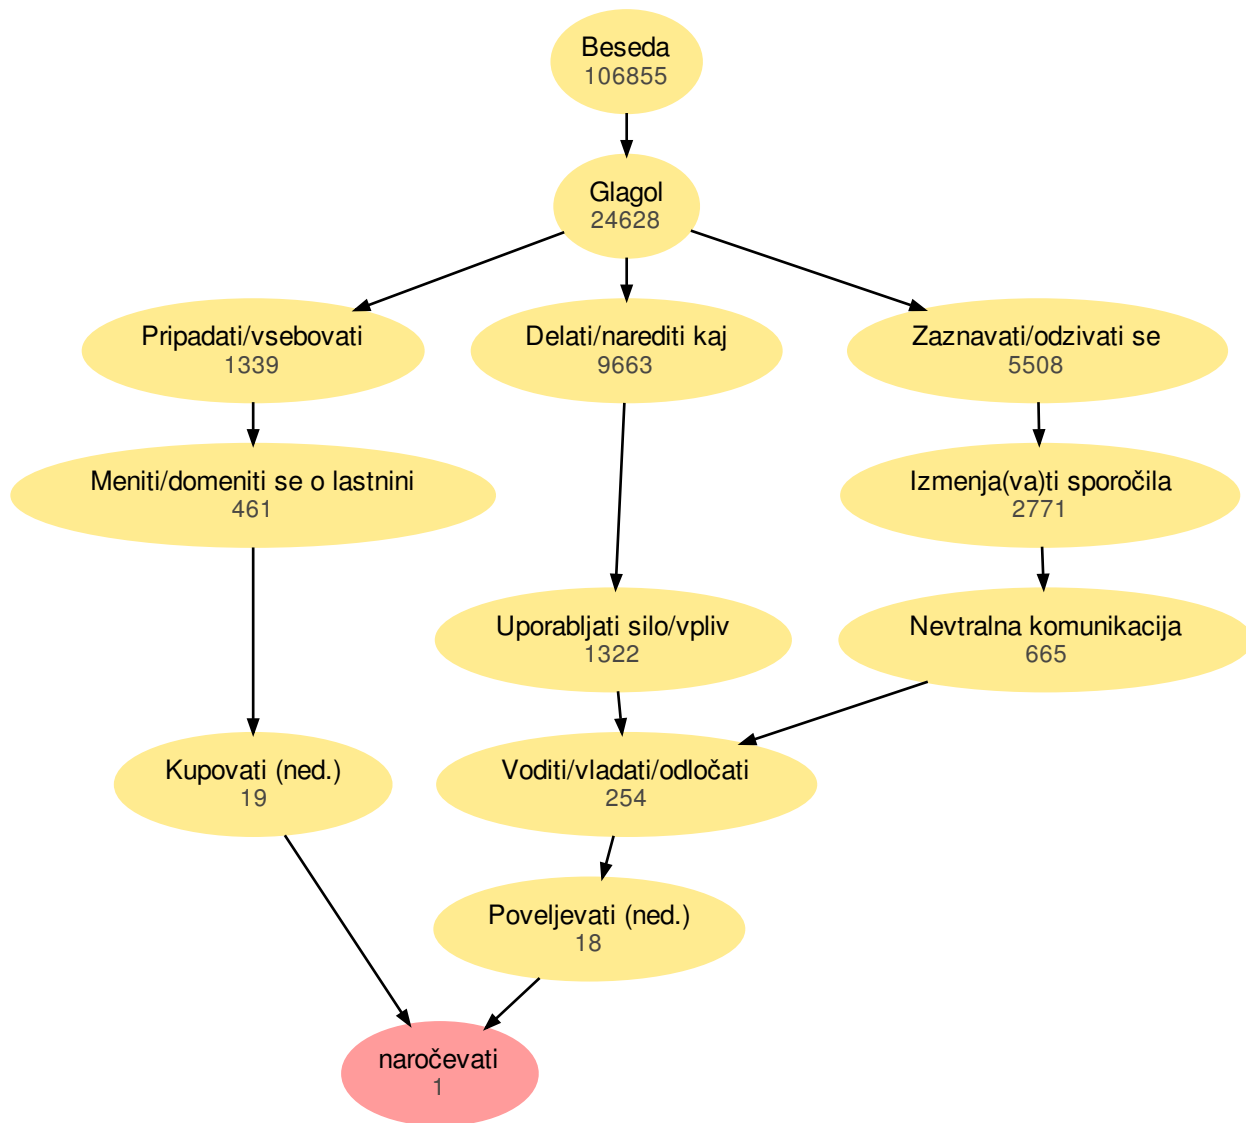 Beseda
106855
Glagol
24628
Pripadati/vsebovati
1339
Delati/narediti kaj
9663
Zaznavati/odzivati se
5508
Meniti/domeniti se o lastnini
461
Izmenja(va)ti sporočila
2771
Uporabljati silo/vpliv
1322
Nevtralna komunikacija
665
Kupovati (ned.)
19
Voditi/vladati/odločati
254
Poveljevati (ned.)
18
naročevati
1